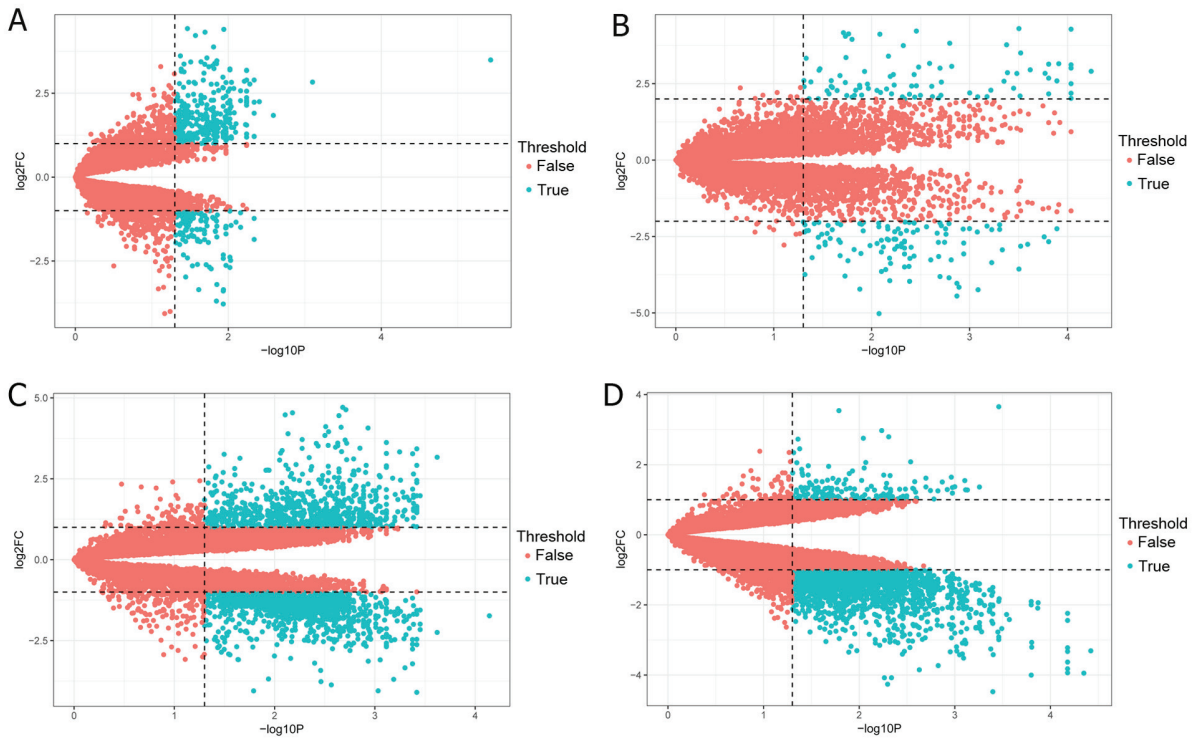 A
2.5
0.0
−2.5
log2FC
0
2
4
−log10P
Threshold
False
True
B
2.5
0.0
−2.5
−5.0
log2FC
0
1
2
3
4
−log10P
Threshold
False
True
C
5.0
2.5
0.0
−2.5
log2FC
0
1
2
3
4
−log10P
Threshold
False
True
D
4
2
0
−2
−4
log2FC
0
1
2
3
4
−log10P
Threshold
False
True